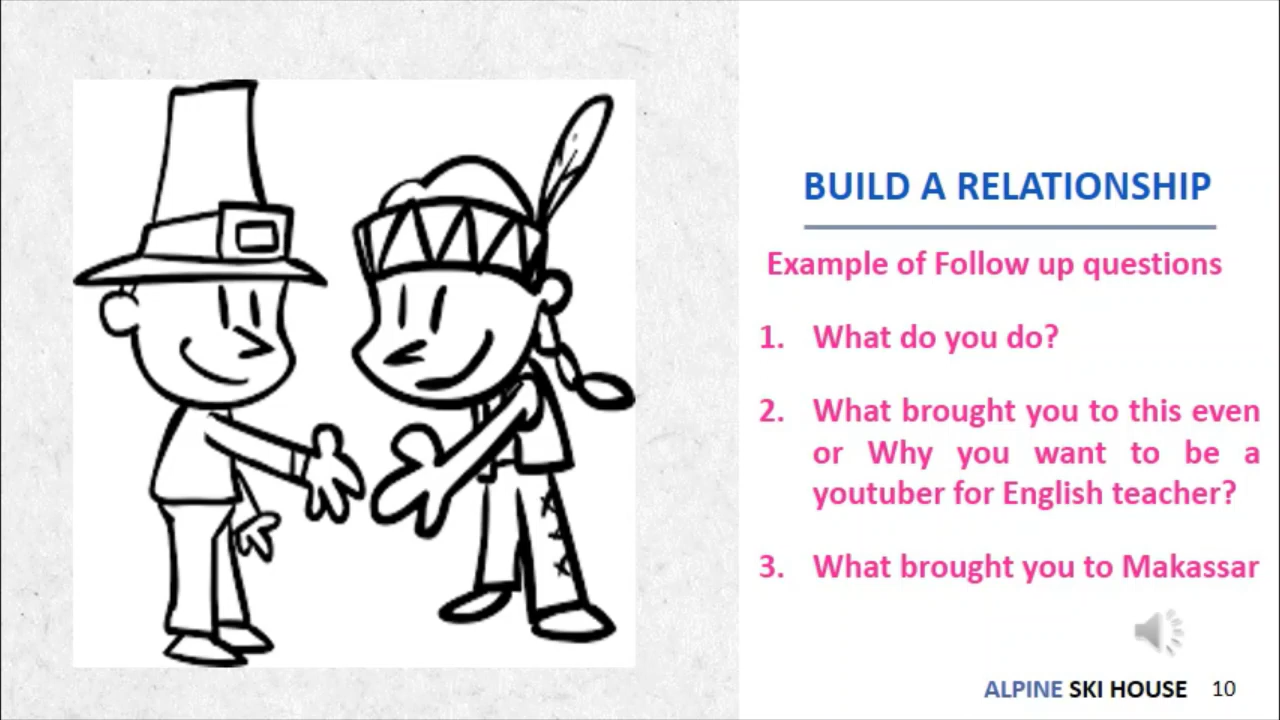 BUILD A RELATIONSHIP
Example of Follow up questions
1. What do you do?
2. What brought you to this even
or Why you want to be a
youtuber for English teacher?
3. What brought you to Makassar
ALPINE SKI HOUSE 10